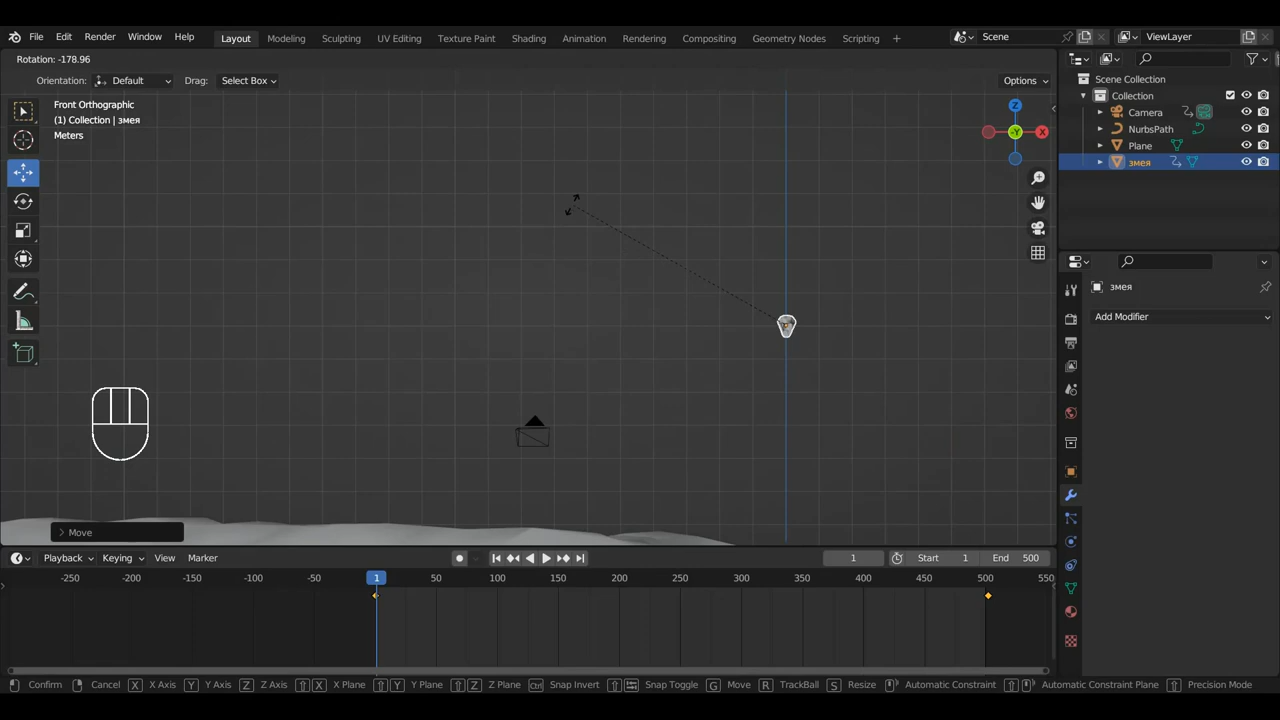 File Edit Render Window Help Layout Modeling Sculpting UV Editing Texture Paint Shading Animation Rendering Compositing Geometry Nodes Scripting + Scene ViewLayer
Rotation: -178.96
Orientation: Default Drag: Select Box Options
Scene Collection
Collection
Camera
NurbsPath
Plane
змея
Front Orthographic
(1) Collection | змея
Meters
Z
-Y X
змея
Add Modifier
> Move
Playback Keying View Marker 1 Start 1 End 500
-250 -200 -150 -100 -50 1 50 100 150 200 250 300 350 400 450 500 550
Confirm Cancel X X Axis Y Y Axis Z Z Axis X X Plane Y Y Plane Z Z Plane Ctrl Snap Invert Snap Toggle G Move R TrackBall S Resize Automatic Constraint Automatic Constraint Plane Precision Mode